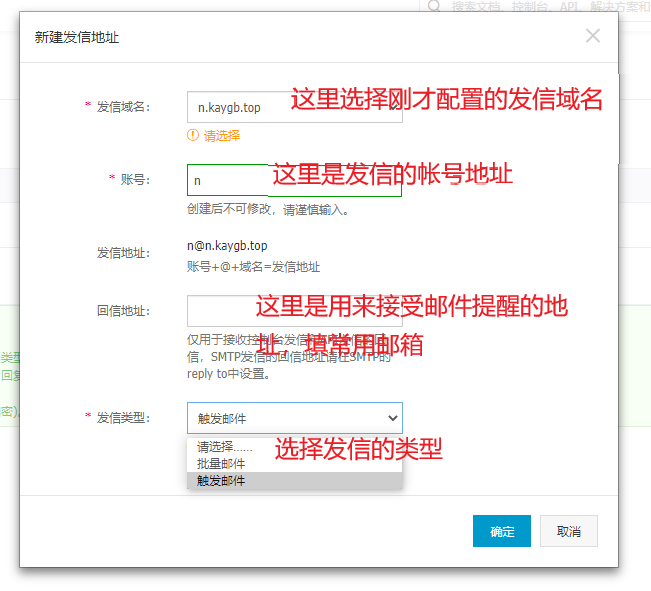 搜索文档、控制台、API、解决方案和
新建发信地址
* 发信域名:
n.kaygb.top
这里选择刚才配置的发信域名
请选择
* 账号:
n
这里是发信的帐号地址
创建后不可修改，请谨慎输入。
发信地址:
n@n.kaygb.top
账号+@+域名=发信地址
回信地址:
这里是用来接受邮件提醒的地
址，填常用邮箱
仅用于接收控制台发信
信，SMTP发信的回信地址请在SMTP的
reply to中设置。
类型
回复
密)。
* 发信类型:
触发邮件
请选择......
选择发信的类型
批量邮件
触发邮件
确定
取消